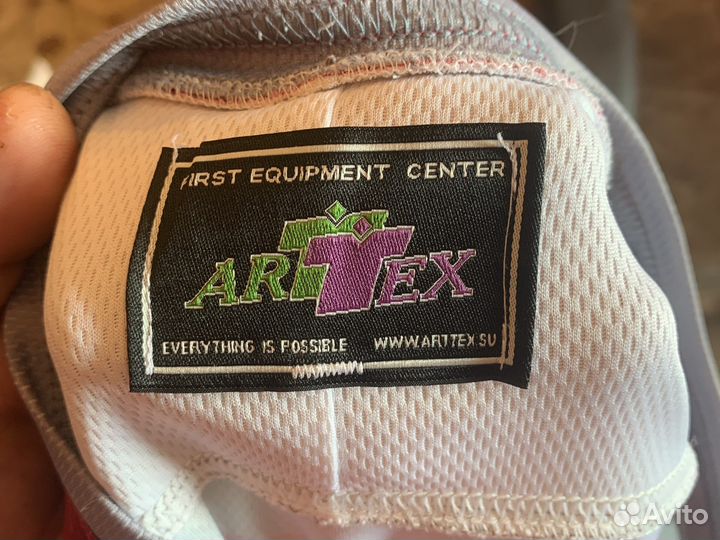 FIRST EQUIPMENT CENTER
ARTTEX
EVERYTHING IS POSSIBLE WWW.ARTTEX.SU
Avito